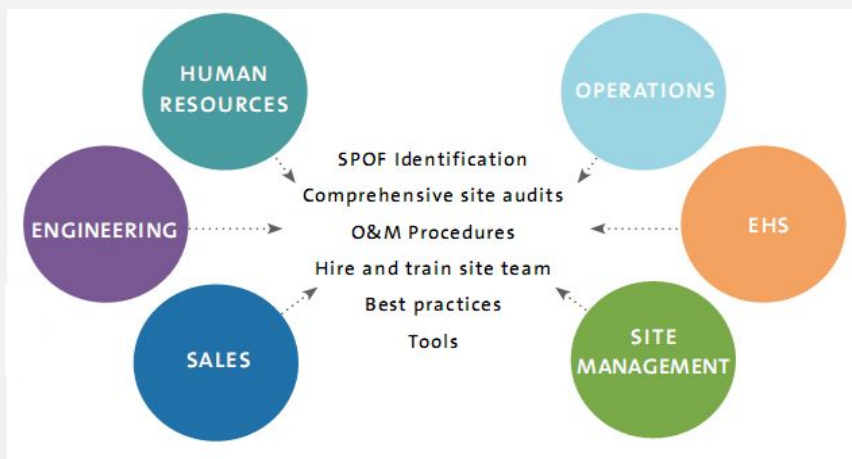 HUMAN
RESOURCES
OPERATIONS
ENGINEERING
SPOF Identification
Comprehensive site audits
O&M Procedures
Hire and train site team
Best practices
Tools
EHS
SALES
SITE
MANAGEMENT